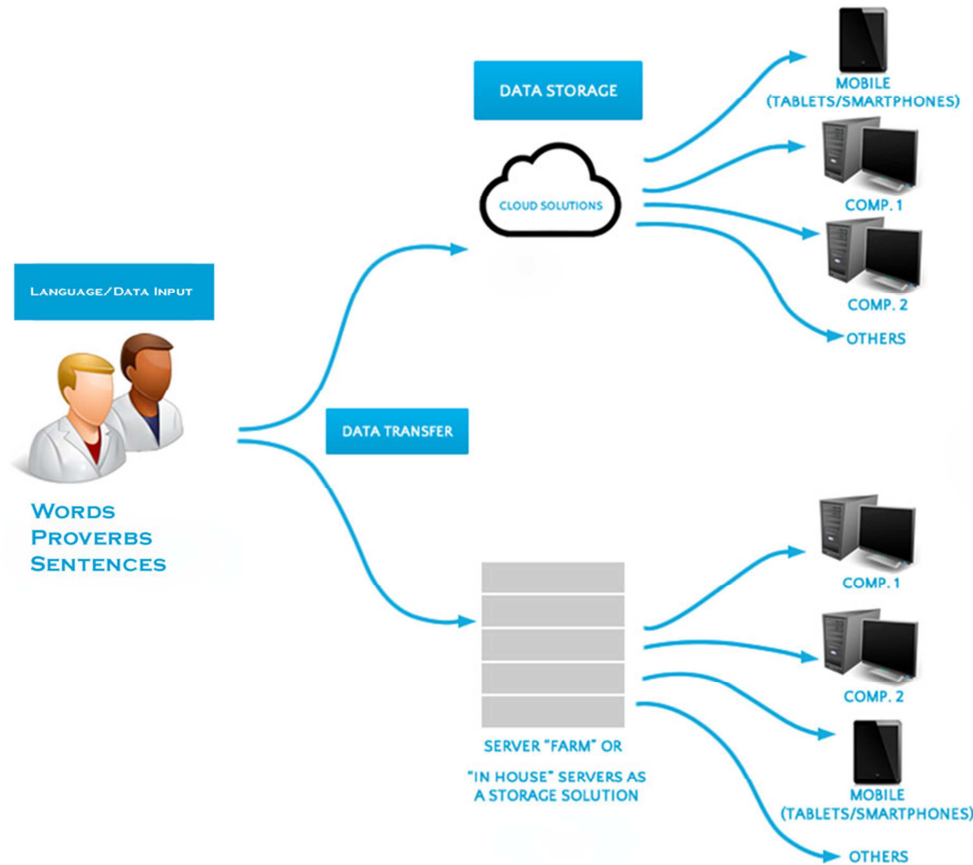 DATA STORAGE
CLOUD SOLUTIONS
MOBILE
(TABLETS/SMARTPHONES)
COMP. 1
COMP. 2
OTHERS
LANGUAGE/DATA INPUT
WORDS
PROVERBS
SENTENCES
DATA TRANSFER
SERVER "FARM" OR
"IN HOUSE" SERVERS AS
A STORAGE SOLUTION
COMP. 1
COMP. 2
MOBILE
(TABLETS/SMARTPHONES)
OTHERS